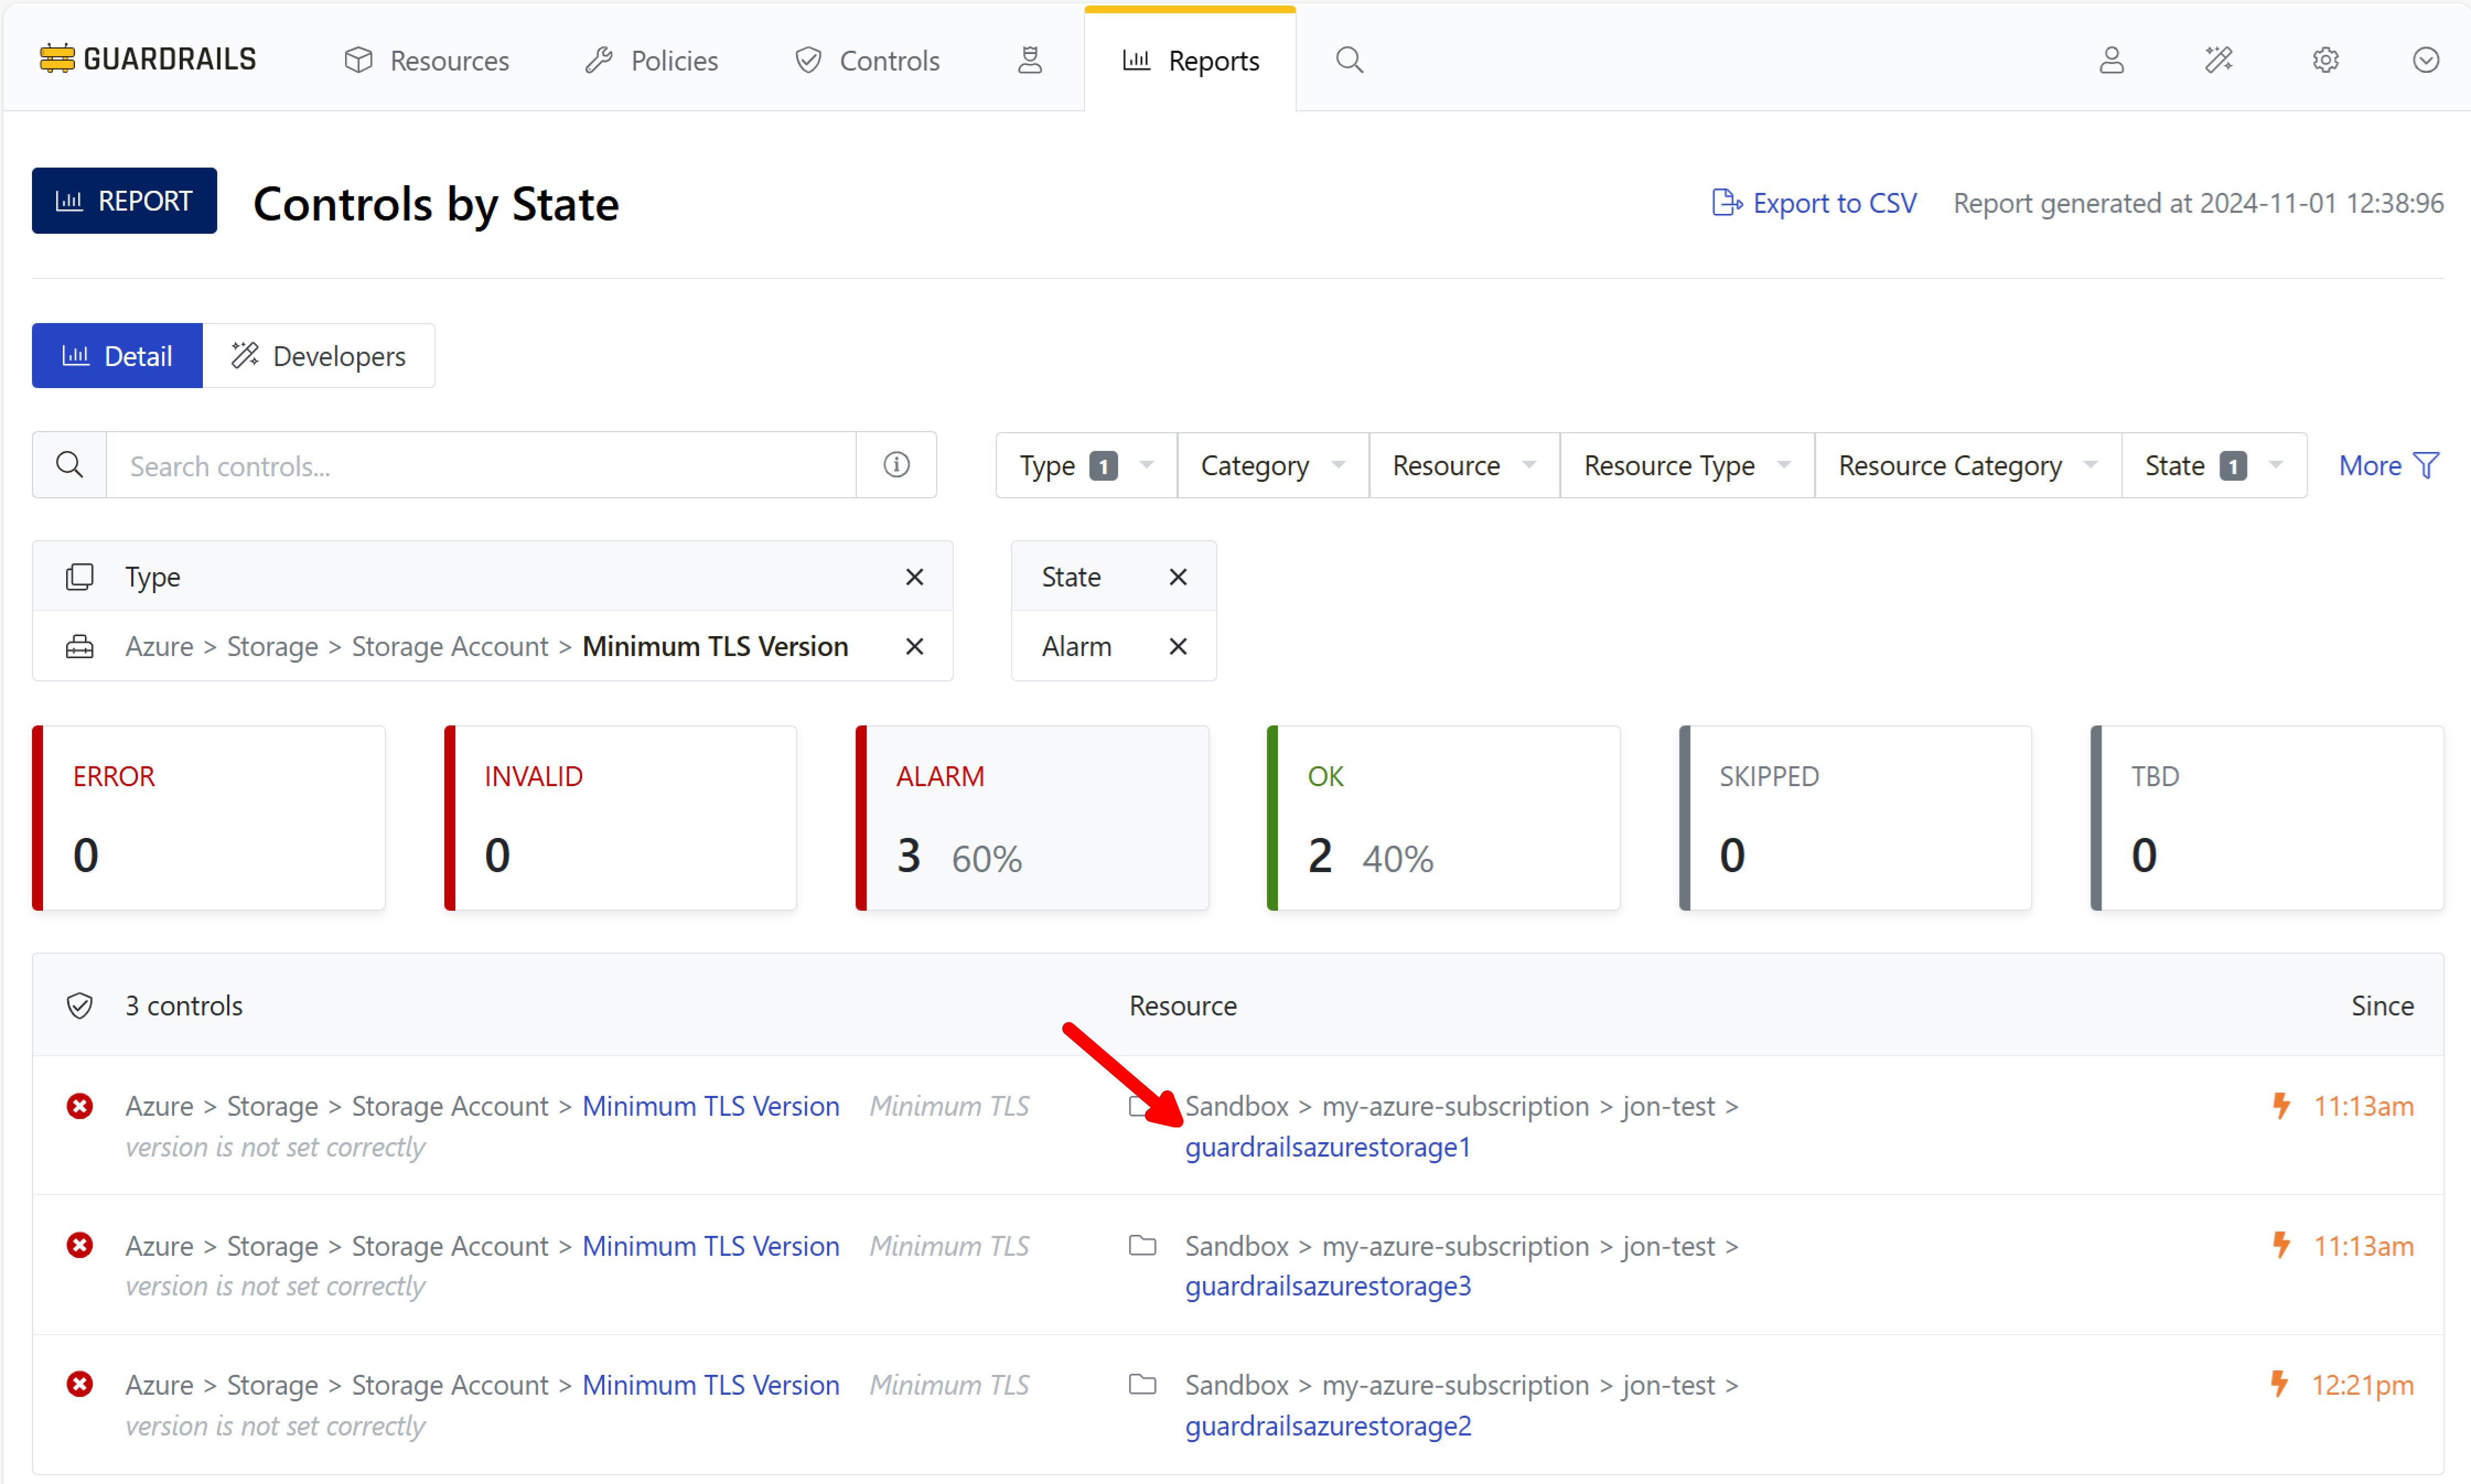 GUARDRAILS Resources Policies Controls Reports
REPORT Controls by State Export to CSV Report generated at 2024-11-01 12:38:96
Detail Developers
Search controls... Type 1 Category Resource Resource Type Resource Category State 1 More
Type State
Azure > Storage > Storage Account > Minimum TLS Version Alarm
ERROR INVALID ALARM OK SKIPPED TBD
0 0 3 60% 2 40% 0 0
3 controls Resource Since
Azure > Storage > Storage Account > Minimum TLS Version Minimum TLS Sandbox > my-azure-subscription > jon-test > 11:13am
version is not set correctly guardrailsazurestorage1
Azure > Storage > Storage Account > Minimum TLS Version Minimum TLS Sandbox > my-azure-subscription > jon-test > 11:13am
version is not set correctly guardrailsazurestorage3
Azure > Storage > Storage Account > Minimum TLS Version Minimum TLS Sandbox > my-azure-subscription > jon-test > 12:21pm
version is not set correctly guardrailsazurestorage2